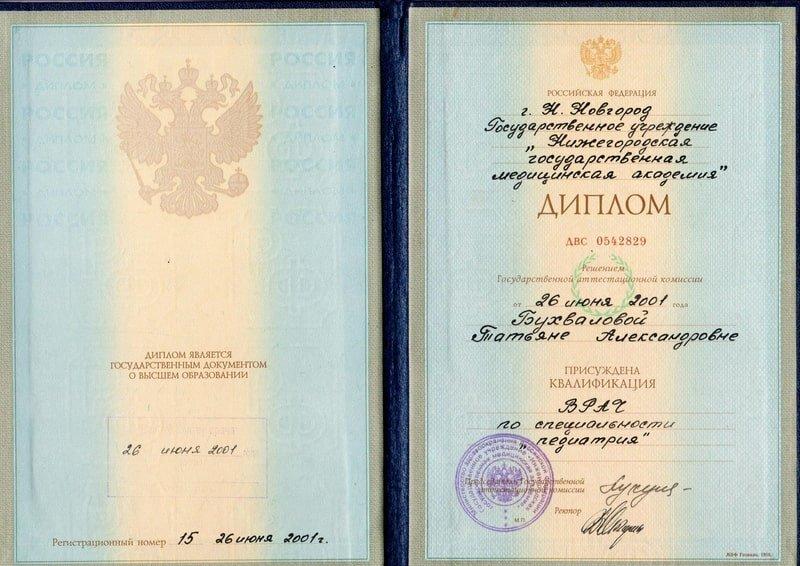 РОССИЯ
ДИПЛОМ
РОССИЯ
ДИПЛОМ ЯВЛЯЕТСЯ
ГОСУДАРСТВЕННЫМ ДОКУМЕНТОМ
О ВЫСШЕМ ОБРАЗОВАНИИ
26 июня 2001
Регистрационный номер 15 26 июня 2001г.
РОССИЙСКАЯ ФЕДЕРАЦИЯ
г. Н. Новгород
Государственное учреждение
„Нижегородская
государственная
медицинская академия"
ДИПЛОМ
ДВС 0542829
Решением
Государственной аттестационной комиссии
от 26 июня 2001 года
Бухваловой
Татьяне Александровне
ПРИСУЖДЕНА
КВАЛИФИКАЦИЯ
ВРАЧ
по специальности
„педиатрия"
Председатель Государственной
аттестационной комиссии
Ректор
М.П.